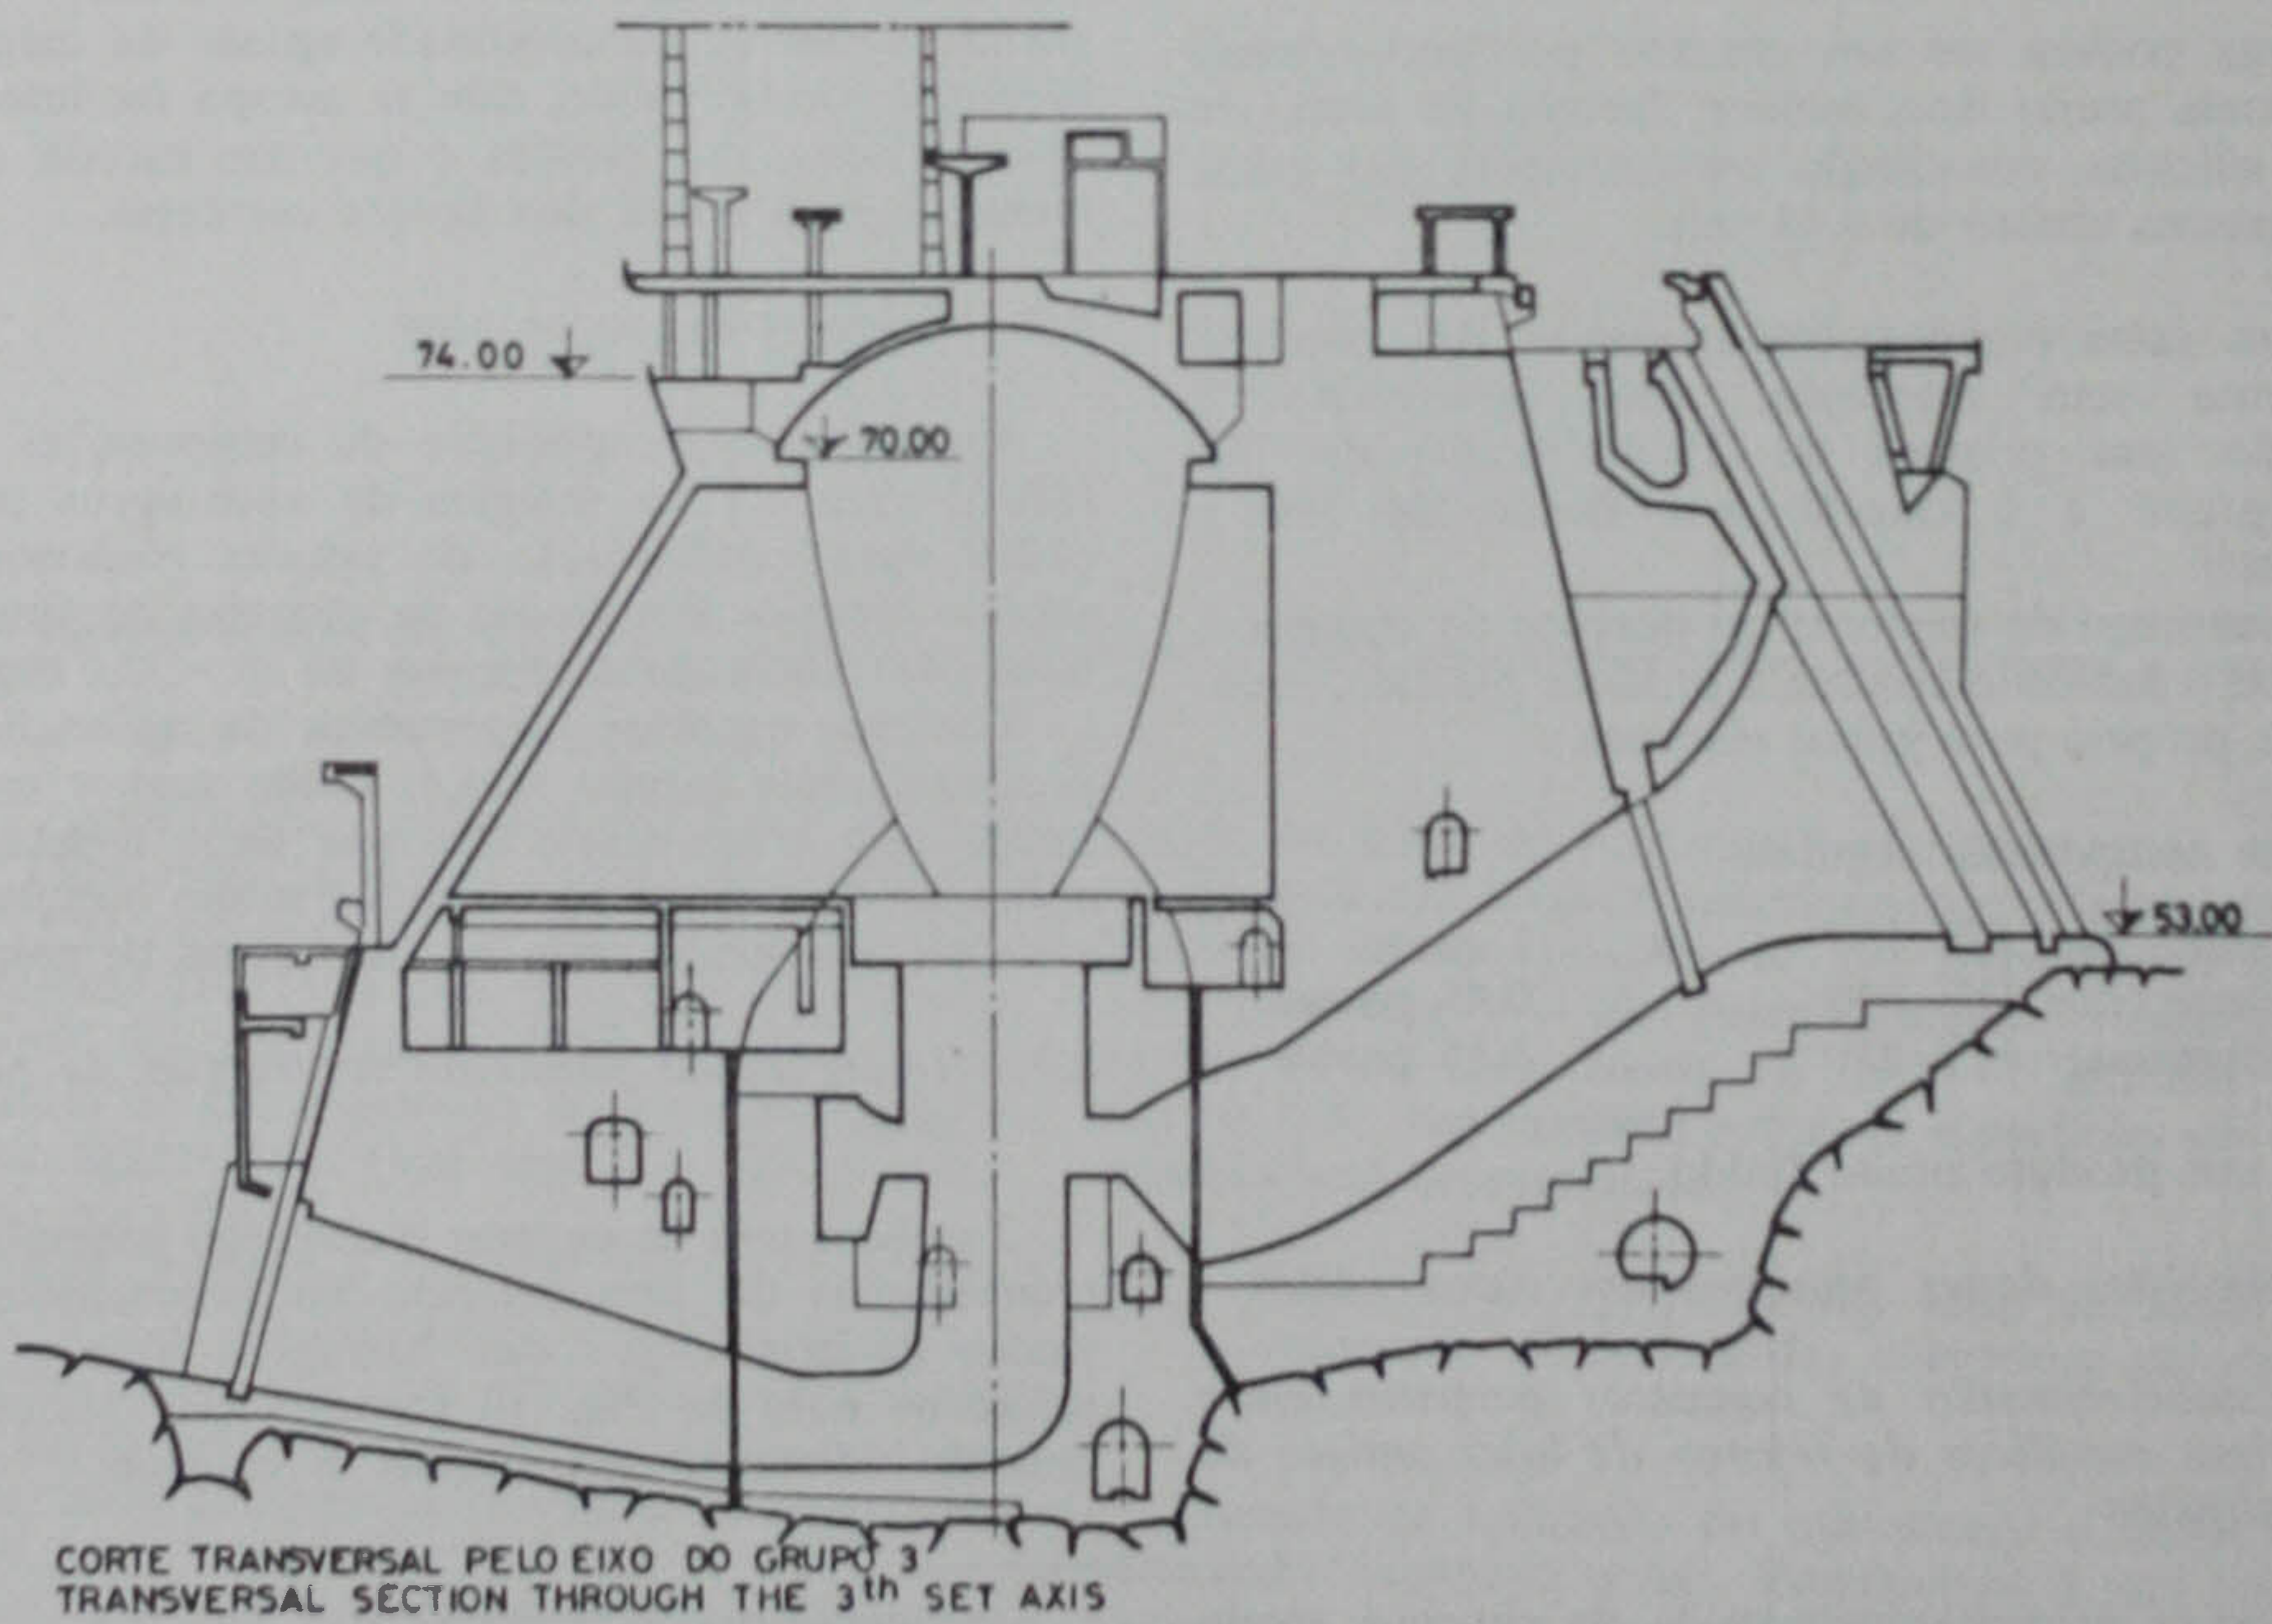 74.00
70.00
53.00
CORTE TRANSVERSAL PELO EIXO DO GRUPO 3
TRANSVERSAL SECTION THROUGH THE 3th SET AXIS